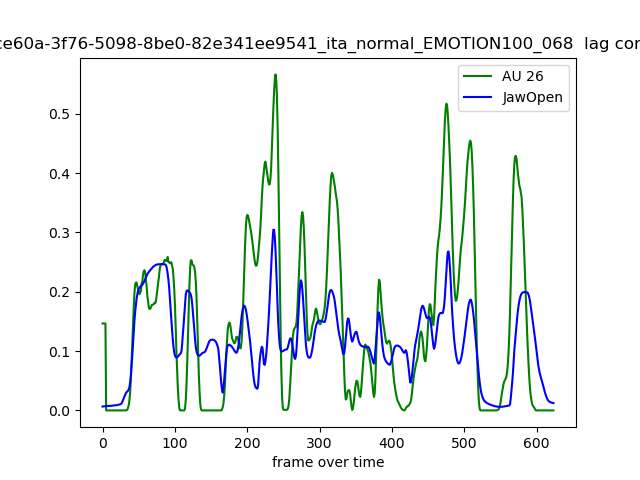 ce60a-3f76-5098-8be0-82e341ee9541_ita_normal_EMOTION100_068 lag cor
AU 26
JawOpen
0.5
0.4
0.3
0.2
0.1
0.0
0 100 200 300 400 500 600
frame over time